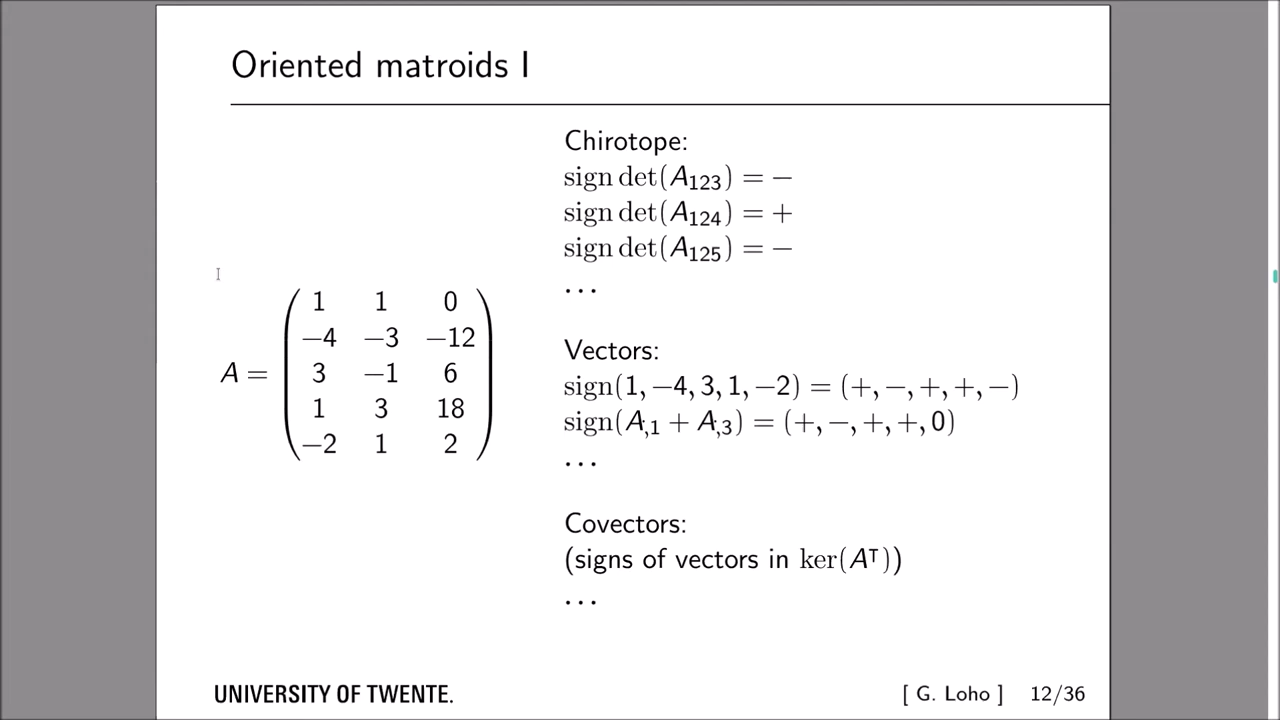 Oriented matroids I
Chirotope:
sign det(A₁₂₃) = −
sign det(A₁₂₄) = +
sign det(A₁₂₅) = −
...
A =
1 1 0
−4 −3 −12
3 −1 6
1 3 18
−2 1 2
Vectors:
sign(1, −4, 3, 1, −2) = (+, −, +, +, −)
sign(A.,₁ + A.,₃) = (+, −, +, +, 0)
...
Covectors:
(signs of vectors in ker(Aᵀ))
...
UNIVERSITY OF TWENTE.
[ G. Loho ] 12/36